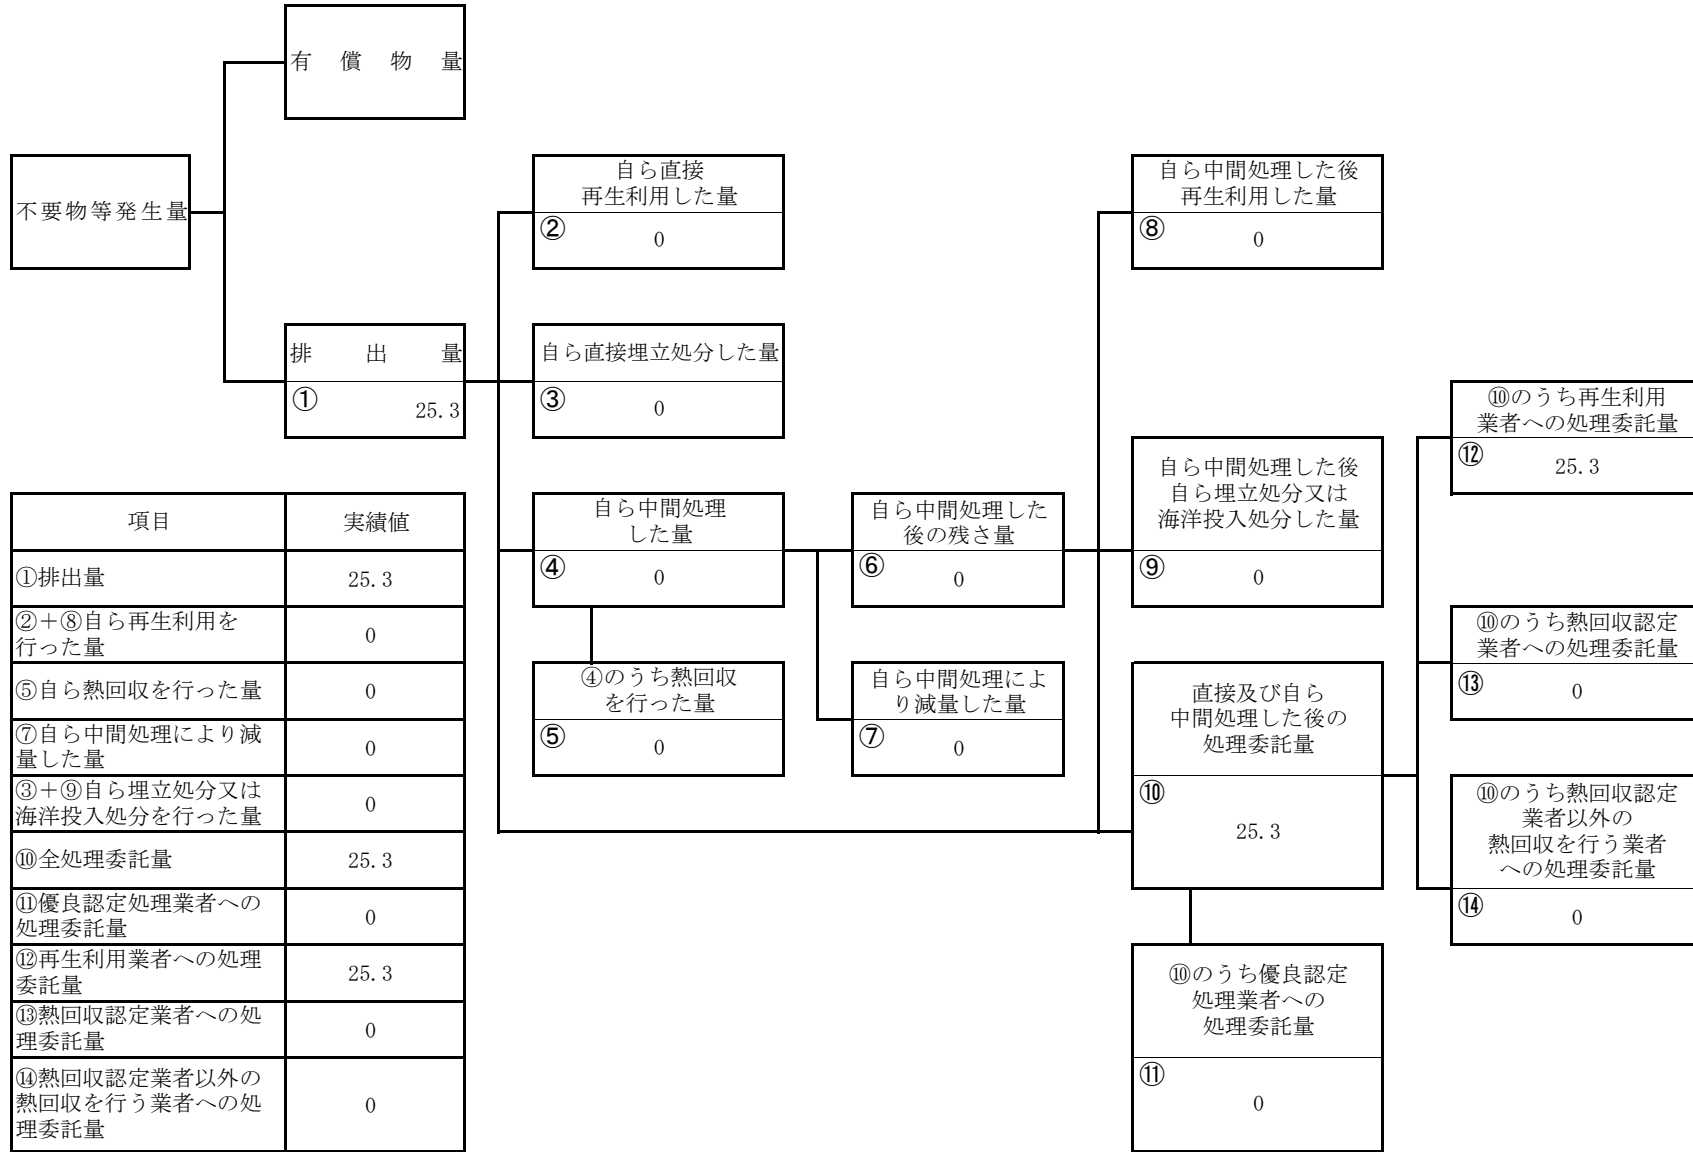 有償物量
不要物等発生量
排出量
①
25.3
自ら直接
再生利用した量
②
0
自ら直接埋立処分した量
③
0
自ら中間処理
した量
④
0
④のうち熱回収
を行った量
⑤
0
自ら中間処理した
後の残さ量
⑥
0
自ら中間処理によ
り減量した量
⑦
0
自ら中間処理した後
再生利用した量
⑧
0
自ら中間処理した後
自ら埋立処分又は
海洋投入処分した量
⑨
0
直接及び自ら
中間処理した後の
処理委託量
⑩
25.3
⑩のうち優良認定
処理業者への
処理委託量
⑪
0
⑩のうち再生利用
業者への処理委託量
⑫
25.3
⑩のうち熱回収認定
業者への処理委託量
⑬
0
⑩のうち熱回収認定
業者以外の
熱回収を行う業者
への処理委託量
⑭
0
項目 実績値
①排出量 25.3
②+⑧自ら再生利用を
行った量 0
⑤自ら熱回収を行った量 0
⑦自ら中間処理により減
量した量 0
③+⑨自ら埋立処分又は
海洋投入処分を行った量 0
⑩全処理委託量 25.3
⑪優良認定処理業者への
処理委託量 0
⑫再生利用業者への処理
委託量 25.3
⑬熱回収認定業者への処
理委託量 0
⑭熱回収認定業者以外の
熱回収を行う業者への処
理委託量 0